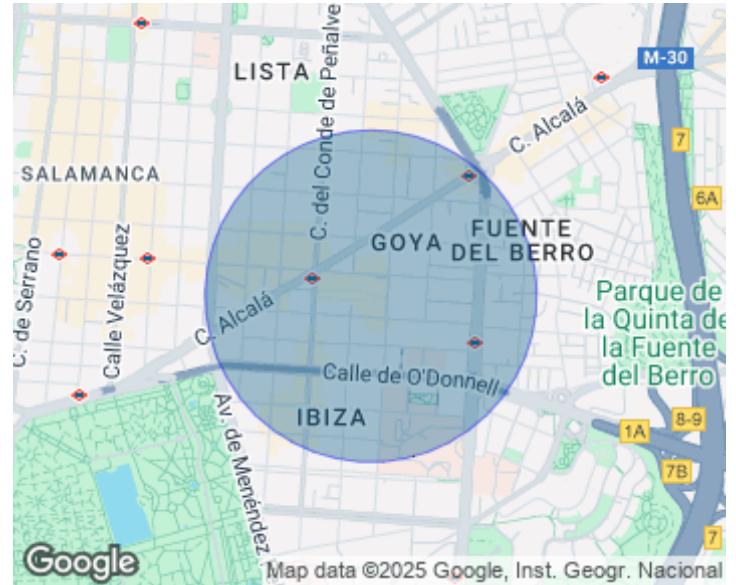 LISTA
C. del Conde de Peñalve
M-30
C. Alcalá
7
SALAMANCA
6A
GOYA
FUENTE
DEL BERRO
C. de Serrano
Calle Velázquez
C. Alcalá
Parque de
la Quinta de
la Fuente
del Berro
Calle de O'Donnell
Av. de Menéndez
IBIZA
8-9
1A
7B
7
Google
Map data ©2025 Google, Inst. Geogr. Nacional